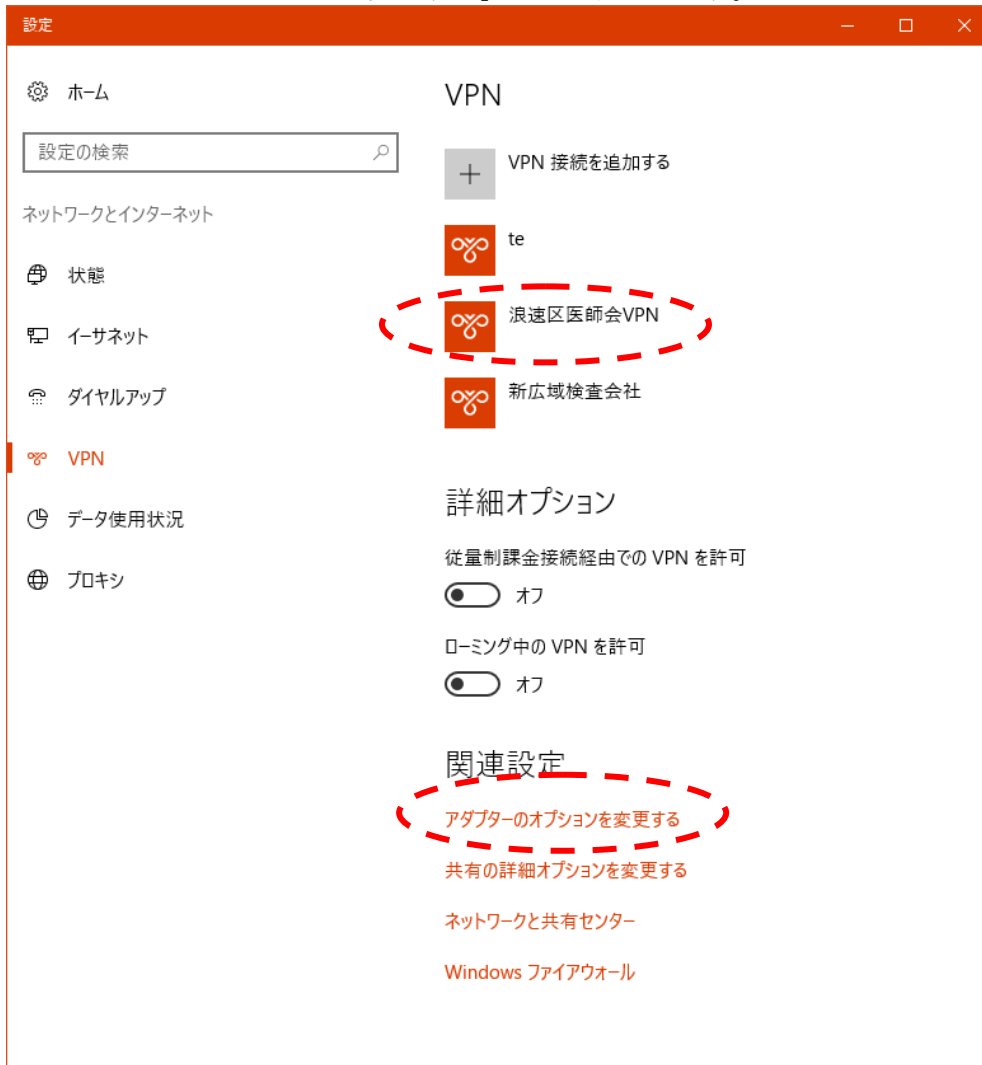 設定
ホーム
設定の検索
ネットワークとインターネット
状態
イーサネット
ダイヤルアップ
VPN
データ使用状況
プロキシ
VPN
VPN 接続を追加する
te
浪速区医師会VPN
新広域検査会社
詳細オプション
従量制課金接続経由での VPN を許可
オフ
ローミング中の VPN を許可
オフ
関連設定
アダプターのオプションを変更する
共有の詳細オプションを変更する
ネットワークと共有センター
Windows ファイアウォール